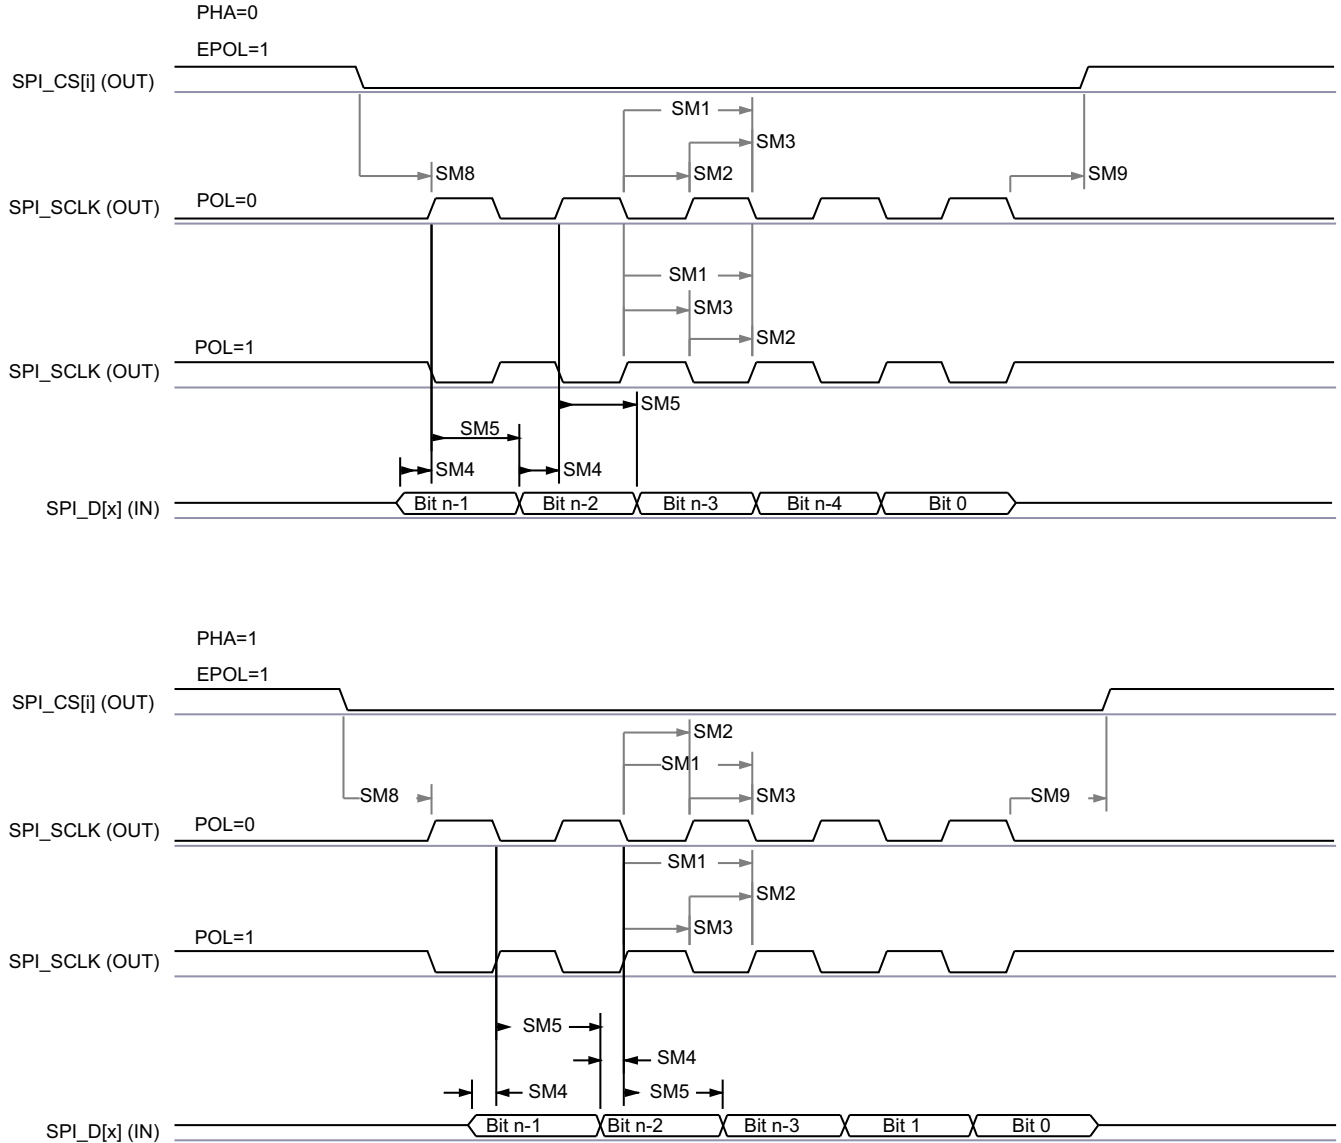 PHA=0
EPOL=1
SPI_CS[i] (OUT)
SM1
SM3
SM8
SM2
SM9
SPI_SCLK (OUT)
POL=0
SM1
SM3
SM2
POL=1
SPI_SCLK (OUT)
SM5
SM5
SM4
SM4
SPI_D[x] (IN)
Bit n-1
Bit n-2
Bit n-3
Bit n-4
Bit 0
PHA=1
EPOL=1
SPI_CS[i] (OUT)
SM2
SM1
SM8
SM3
SM9
SPI_SCLK (OUT)
POL=0
SM1
SM2
SM3
POL=1
SPI_SCLK (OUT)
SM5
SM4
SM4
SM5
SPI_D[x] (IN)
Bit n-1
Bit n-2
Bit n-3
Bit 1
Bit 0